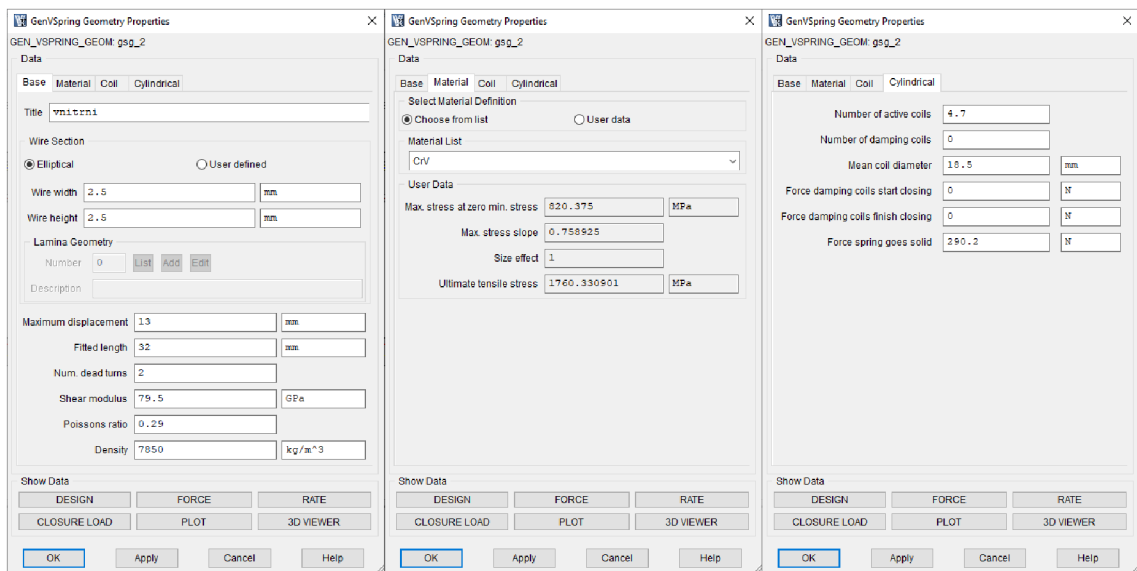 GenVSpring Geometry Properties
GEN_VSPRING_GEOM: gsg_2
Data
Base Material Coil Cylindrical
Title vnitrni
Wire Section
Elliptical User defined
Wire width 2.5 mm
Wire height 2.5 mm
Lamina Geometry
Number 0 List Add Edit
Description
Maximum displacement 13 mm
Fitted length 32 mm
Num. dead turns 2
Shear modulus 79.5 GPa
Poissons ratio 0.29
Density 7850 kg/m^3
Show Data
DESIGN FORCE RATE
CLOSURE LOAD PLOT 3D VIEWER
OK Apply Cancel Help
GenVSpring Geometry Properties
GEN_VSPRING_GEOM: gsg_2
Data
Base Material Coil Cylindrical
Select Material Definition
Choose from list User data
Material List
CrV
User Data
Max. stress at zero min. stress 820.375 MPa
Max. stress slope 0.758925
Size effect 1
Ultimate tensile stress 1760.330901 MPa
Show Data
DESIGN FORCE RATE
CLOSURE LOAD PLOT 3D VIEWER
OK Apply Cancel Help
GenVSpring Geometry Properties
GEN_VSPRING_GEOM: gsg_2
Data
Base Material Coil Cylindrical
Number of active coils 4.7
Number of damping coils 0
Mean coil diameter 18.5 mm
Force damping coils start closing 0 N
Force damping coils finish closing 0 N
Force spring goes solid 290.2 N
Show Data
DESIGN FORCE RATE
CLOSURE LOAD PLOT 3D VIEWER
OK Apply Cancel Help